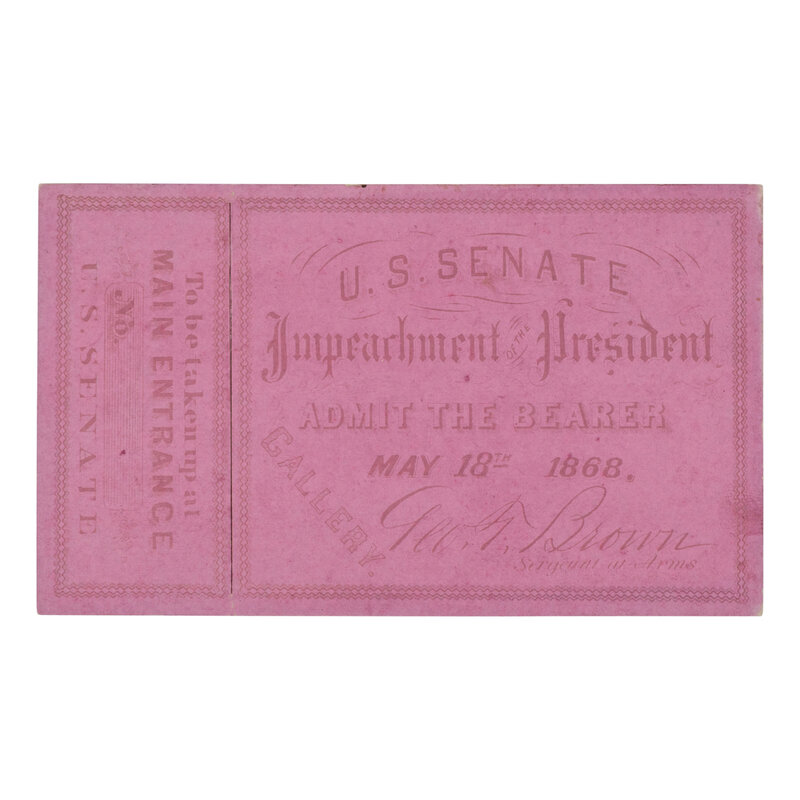 To be taken up at
MAIN ENTRANCE
No.
U.S. SENATE
U.S. SENATE
Impeachment OF THE President
ADMIT THE BEARER
GALLERY.
MAY 18TH 1868.
Geo. T. Brown
Sergeant at Arms